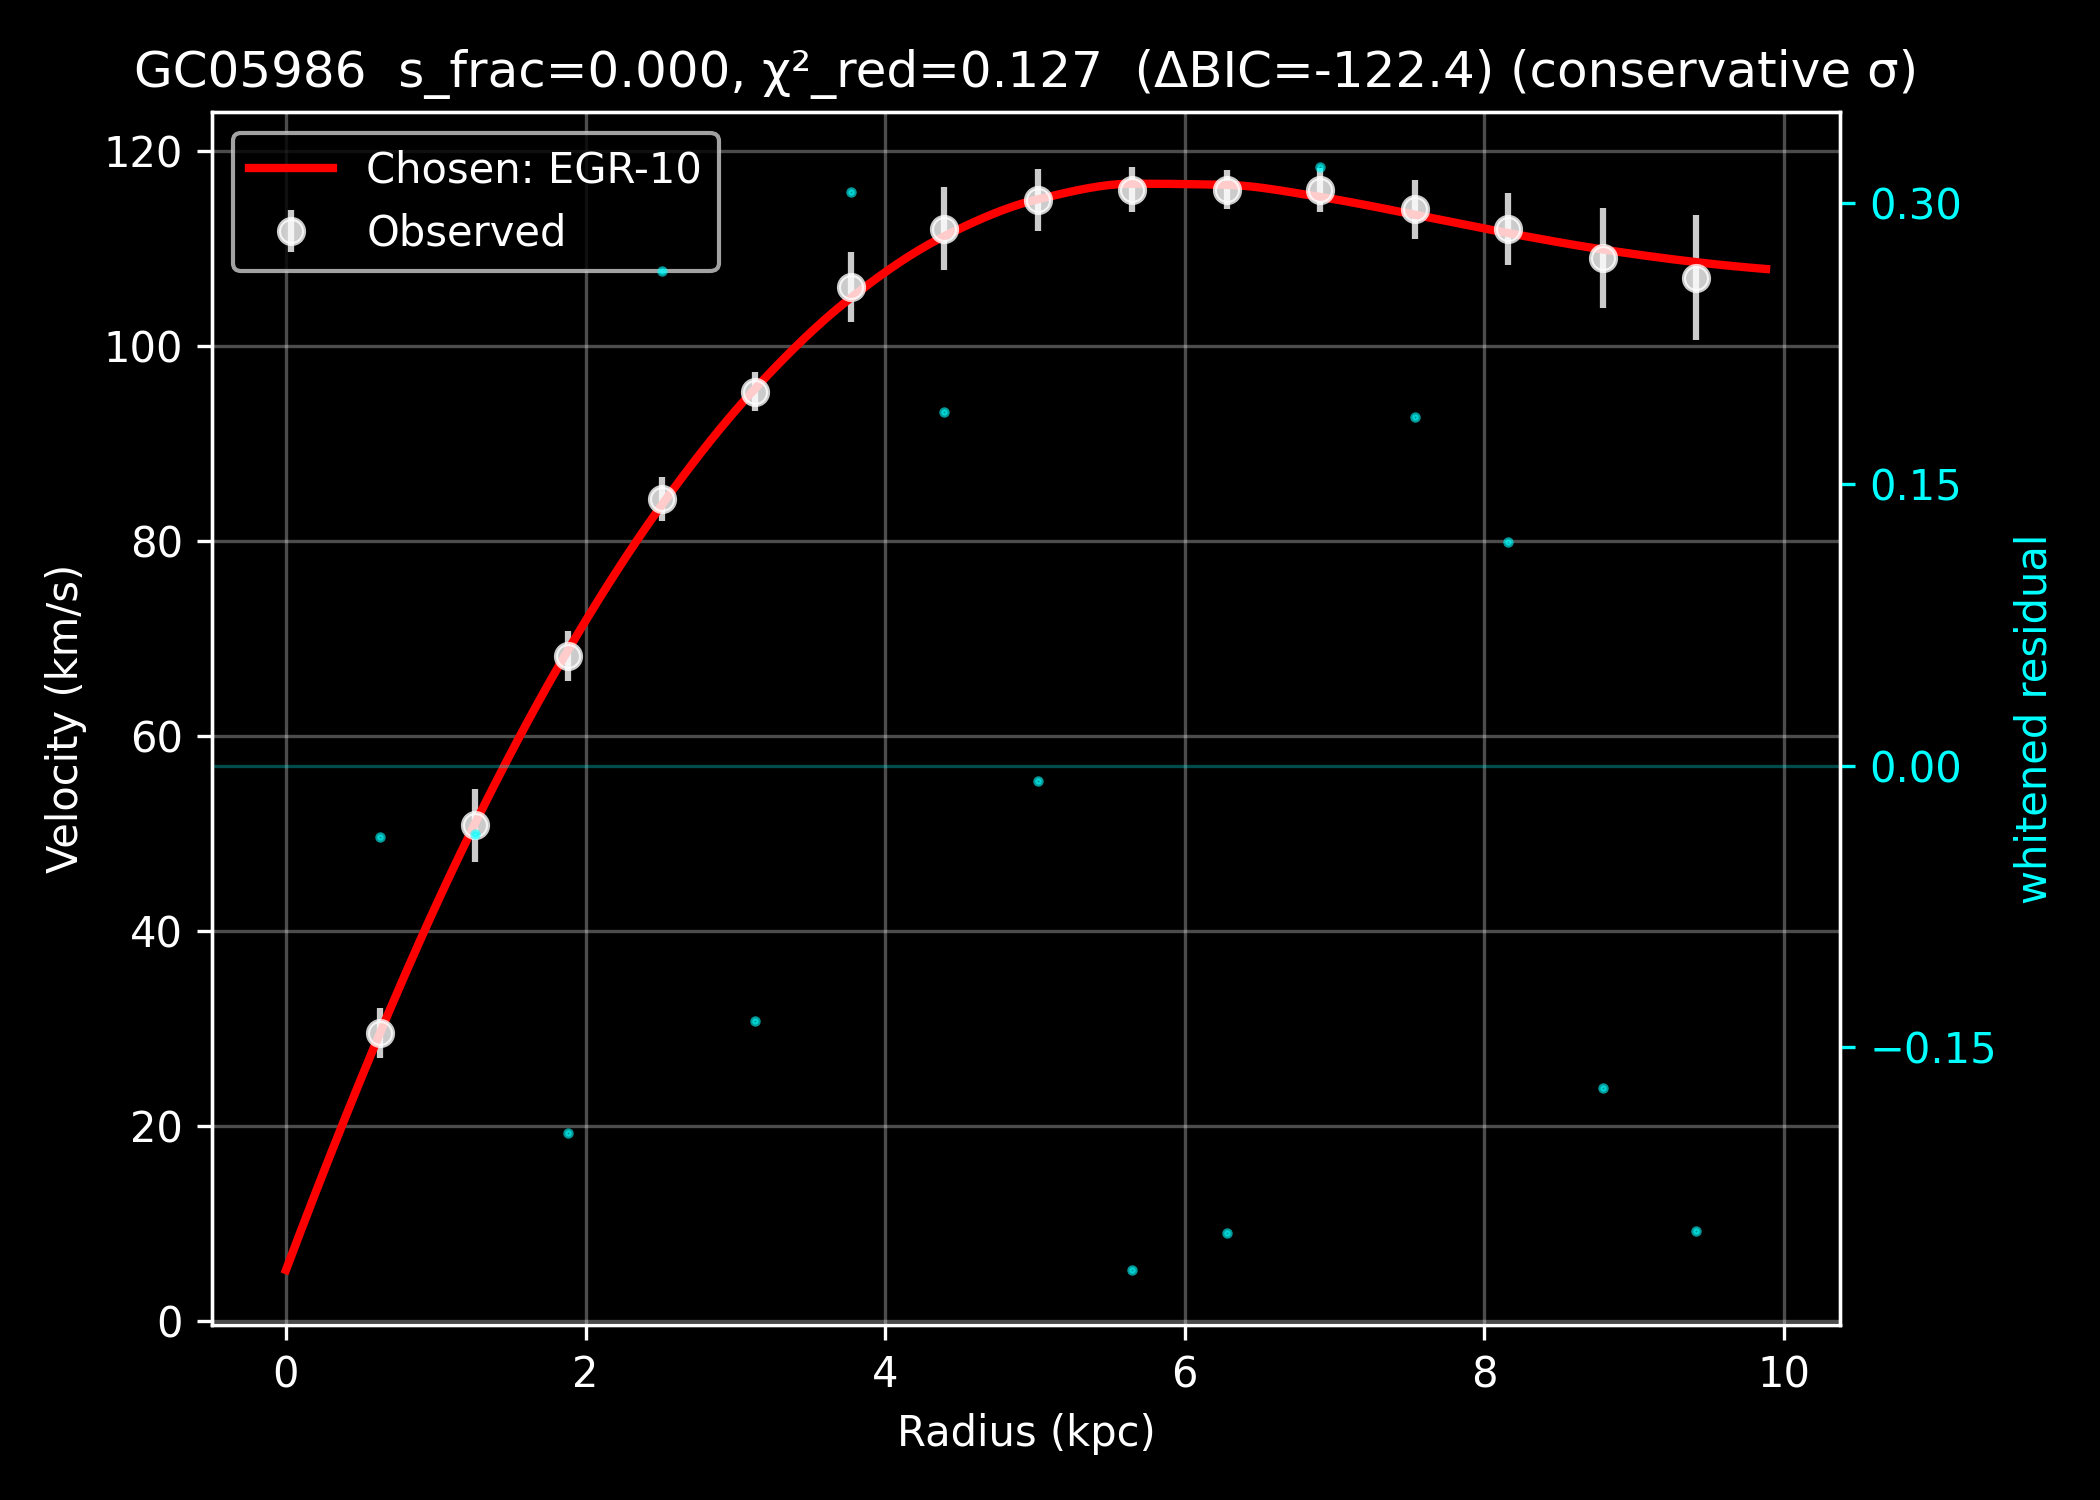 GC05986  s_frac=0.000, χ²_red=0.127  (ΔBIC=-122.4) (conservative σ)
Chosen: EGR-10
Observed
120
100
80
60
40
20
0
Velocity (km/s)
0.30
0.15
0.00
−0.15
whitened residual
0
2
4
6
8
10
Radius (kpc)